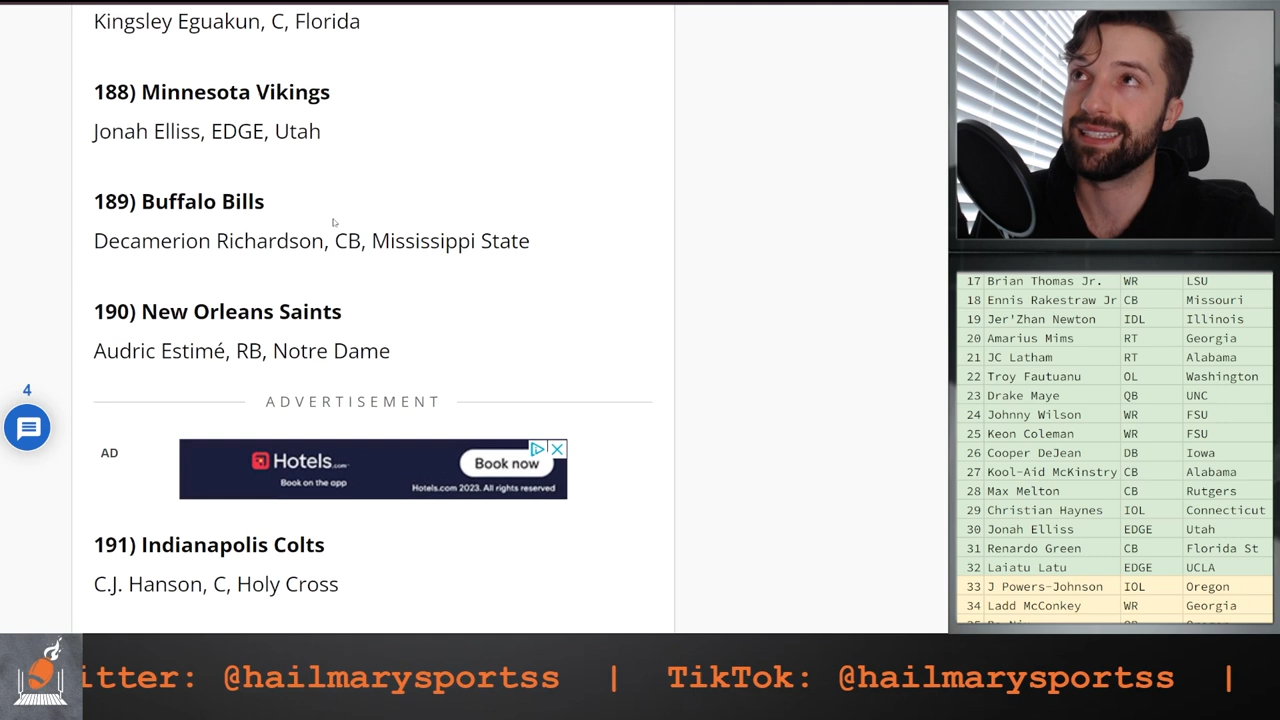 Kingsley Eguakun, C, Florida
188) Minnesota Vikings
Jonah Elliss, EDGE, Utah
189) Buffalo Bills
Decamerion Richardson, CB, Mississippi State
190) New Orleans Saints
Audric Estimé, RB, Notre Dame
4
ADVERTISEMENT
AD
Hotels.com
Book on the app
Book now
Hotels.com 2023. All rights reserved
191) Indianapolis Colts
C.J. Hanson, C, Holy Cross
17 Brian Thomas Jr. WR LSU
18 Ennis Rakestraw Jr CB Missouri
19 Jer'Zhan Newton IDL Illinois
20 Amarius Mims RT Georgia
21 JC Latham RT Alabama
22 Troy Fautuanu OL Washington
23 Drake Maye QB UNC
24 Johnny Wilson WR FSU
25 Keon Coleman WR FSU
26 Cooper DeJean DB Iowa
27 Kool-Aid McKinstry CB Alabama
28 Max Melton CB Rutgers
29 Christian Haynes IOL Connecticut
30 Jonah Elliss EDGE Utah
31 Renardo Green CB Florida St
32 Laiatu Latu EDGE UCLA
33 J Powers-Johnson IOL Oregon
34 Ladd McConkey WR Georgia
itter: @hailmarysportss | TikTok: @hailmarysportss |